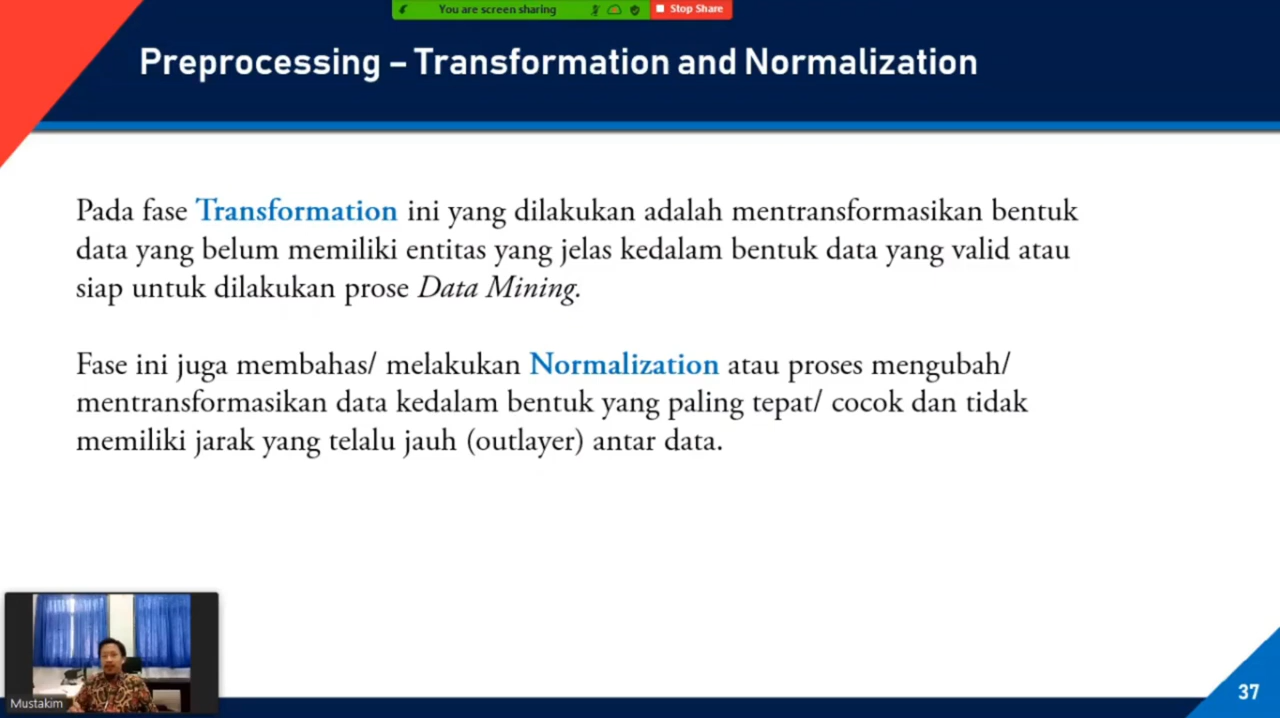 You are screen sharing
Stop Share
Preprocessing – Transformation and Normalization
Pada fase Transformation ini yang dilakukan adalah mentransformasikan bentuk
data yang belum memiliki entitas yang jelas kedalam bentuk data yang valid atau
siap untuk dilakukan prose Data Mining.
Fase ini juga membahas/ melakukan Normalization atau proses mengubah/
mentransformasikan data kedalam bentuk yang paling tepat/ cocok dan tidak
memiliki jarak yang telalu jauh (outlayer) antar data.
Mustakim
37